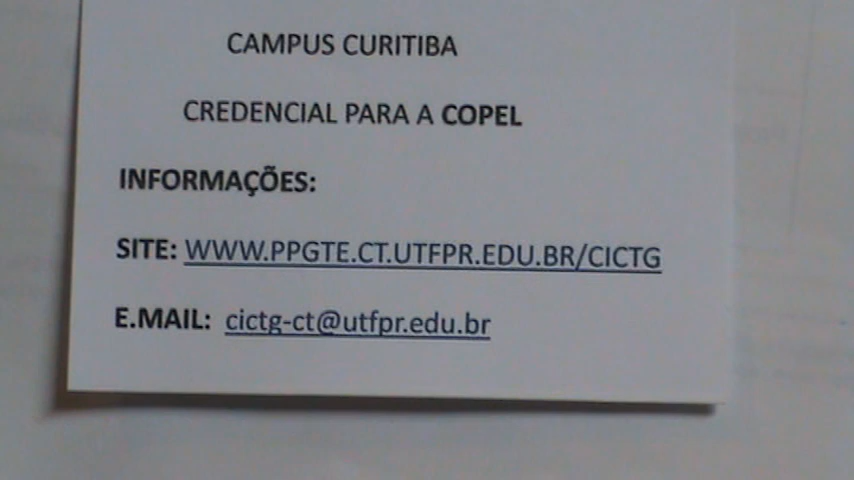 CAMPUS CURITIBA
CREDENCIAL PARA A COPEL
INFORMAÇÕES:
SITE: WWW.PPGTE.CT.UTFPR.EDU.BR/CICTG
E.MAIL: cictg-ct@utfpr.edu.br